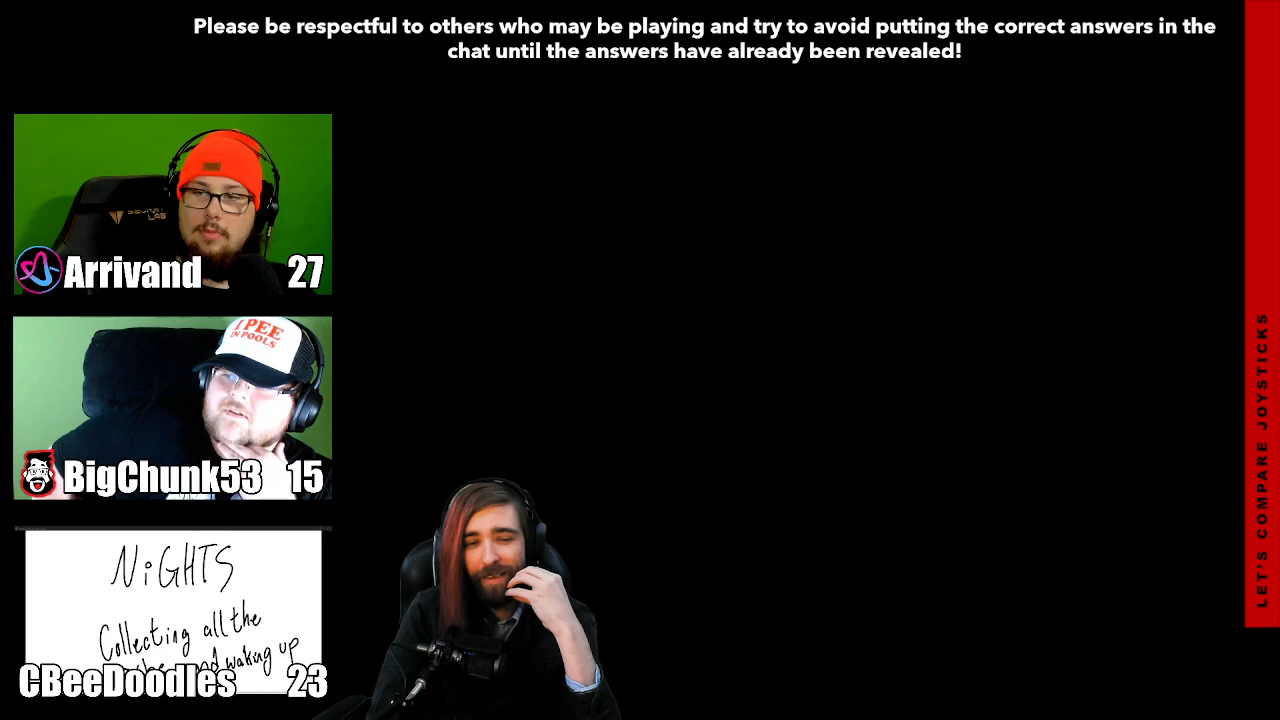 Please be respectful to others who may be playing and try to avoid putting the correct answers in the
chat until the answers have already been revealed!
Arrivand 27
I PEE
IN POOLS
BigChunk53 15
NiGHTS
Collecting all the
waking up
CBeeDoodles 23
LET'S COMPARE JOYSTICKS